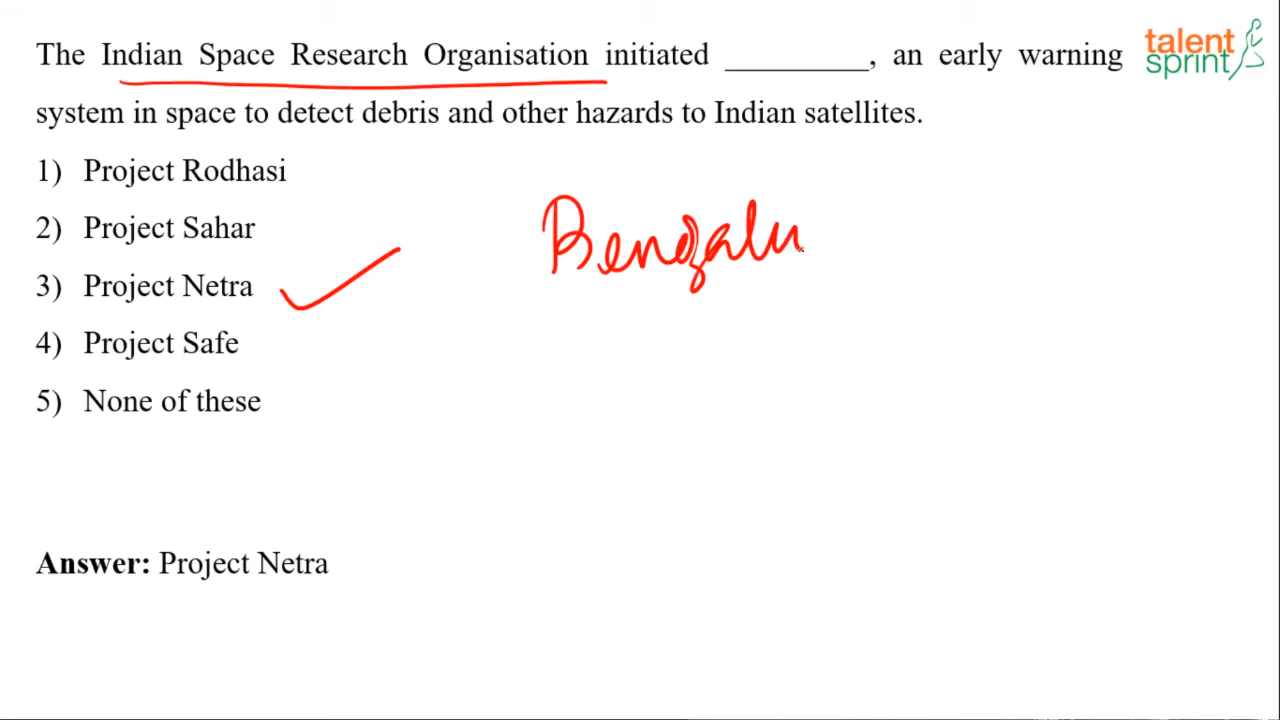 The Indian Space Research Organisation initiated _________, an early warning
system in space to detect debris and other hazards to Indian satellites.
talent
sprint
1) Project Rodhasi
2) Project Sahar
3) Project Netra
4) Project Safe
5) None of these
Bengalu
Answer: Project Netra